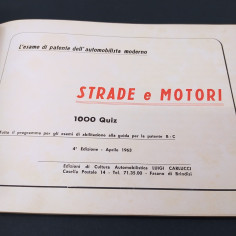 L'esame di patente dell'automobilista moderno
STRADE e MOTORI
1000 Quiz
tutto il programma per gli esami di abilitazione alla guida per le patente B-C
4ª Edizione - Aprile 1963
Edizioni di Cultura Automobilistica LUIGI CARLUCCI
Casella Postale 14 - Tel. 71.35.00 - Fasano di Brindisi